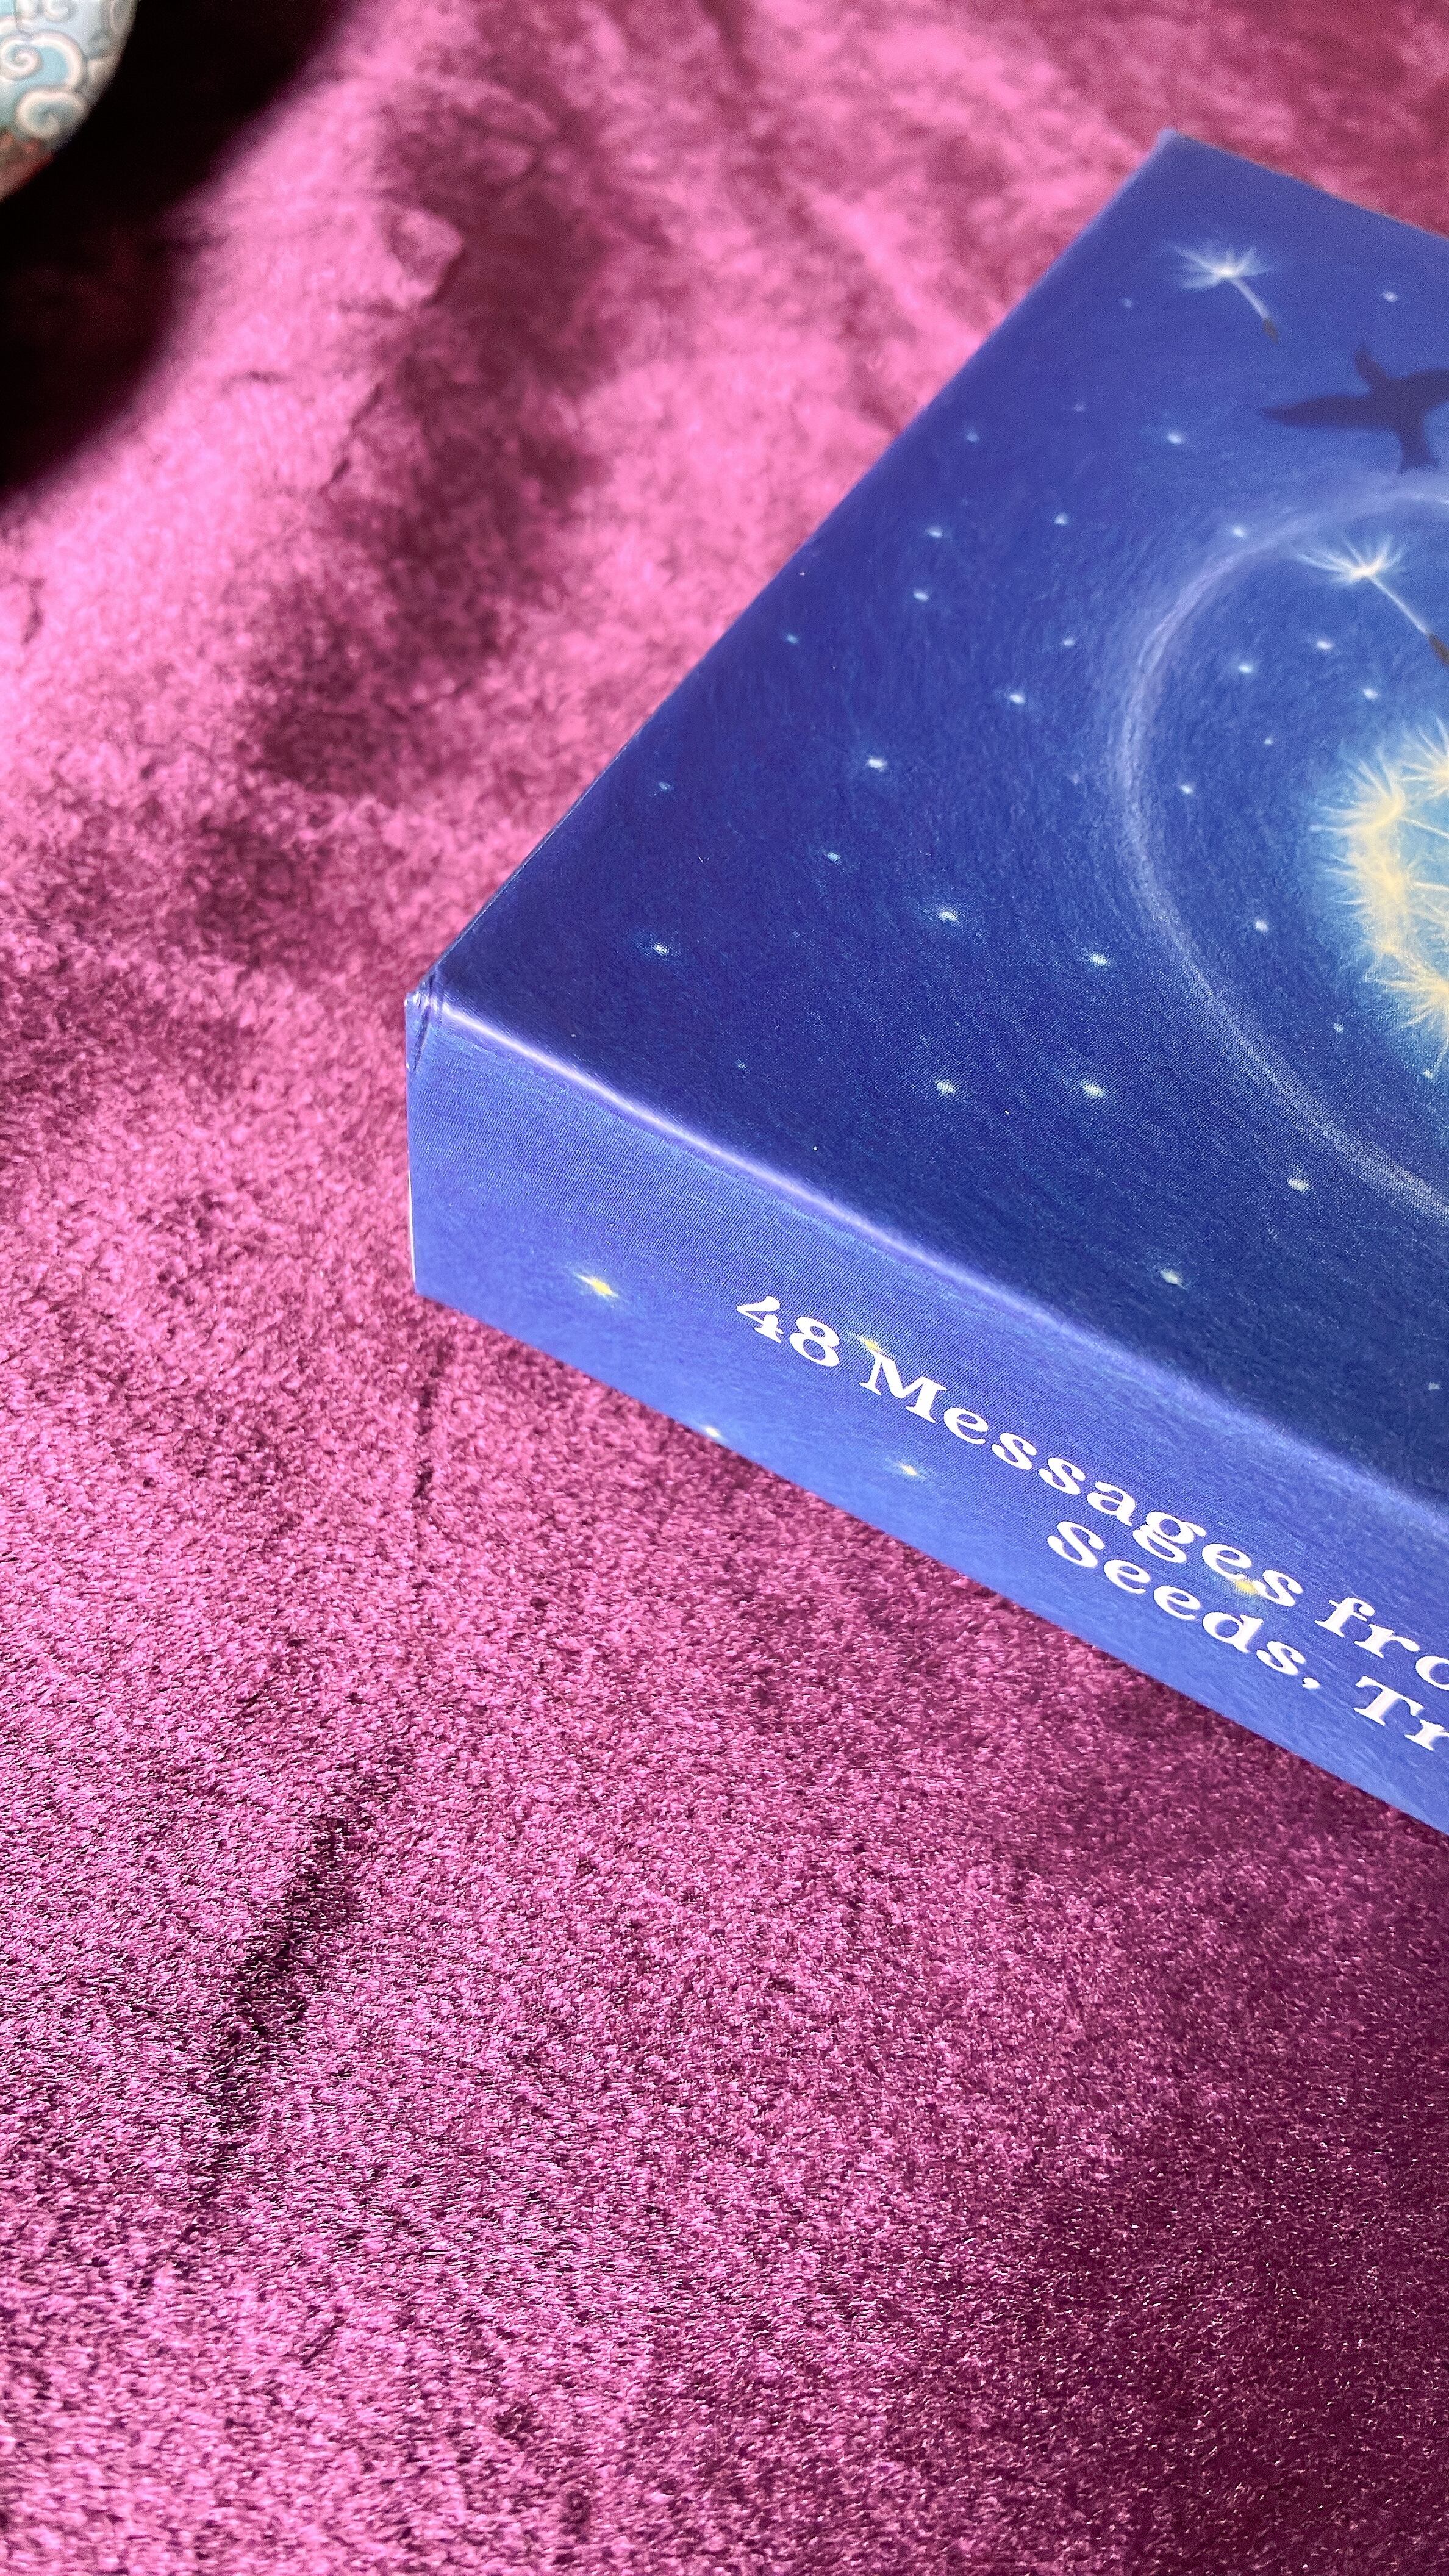 48 Messages fro
Seeds, Tr